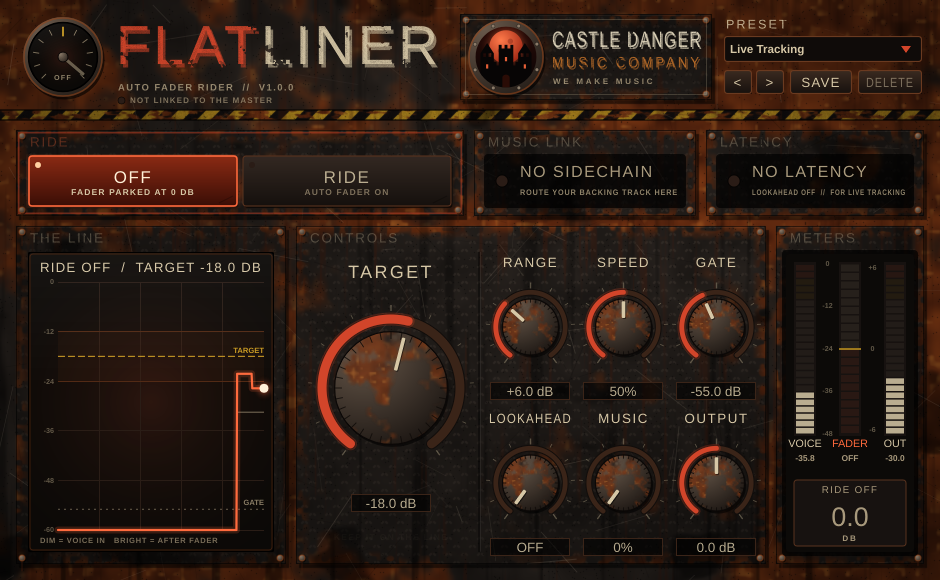 OFF
FLATLINER
AUTO FADER RIDER // V1.0.0
NOT LINKED TO THE MASTER
CASTLE DANGER
MUSIC COMPANY
WE MAKE MUSIC
PRESET
Live Tracking
< > SAVE DELETE
RIDE
OFF
FADER PARKED AT 0 DB
RIDE
AUTO FADER ON
MUSIC LINK
NO SIDECHAIN
ROUTE YOUR BACKING TRACK HERE
LATENCY
NO LATENCY
LOOKAHEAD OFF // FOR LIVE TRACKING
THE LINE
RIDE OFF / TARGET -18.0 DB
0
-12
TARGET
-24
-36
-48
GATE
-60
DIM = VOICE IN BRIGHT = AFTER FADER
CONTROLS
TARGET
-18.0 dB
RANGE SPEED GATE
+6.0 dB 50% -55.0 dB
LOOKAHEAD MUSIC OUTPUT
OFF 0% 0.0 dB
METERS
0 +6
-12
-24 0
-36
-48 -6
VOICE FADER OUT
-35.8 OFF -30.0
RIDE OFF
0.0
DB